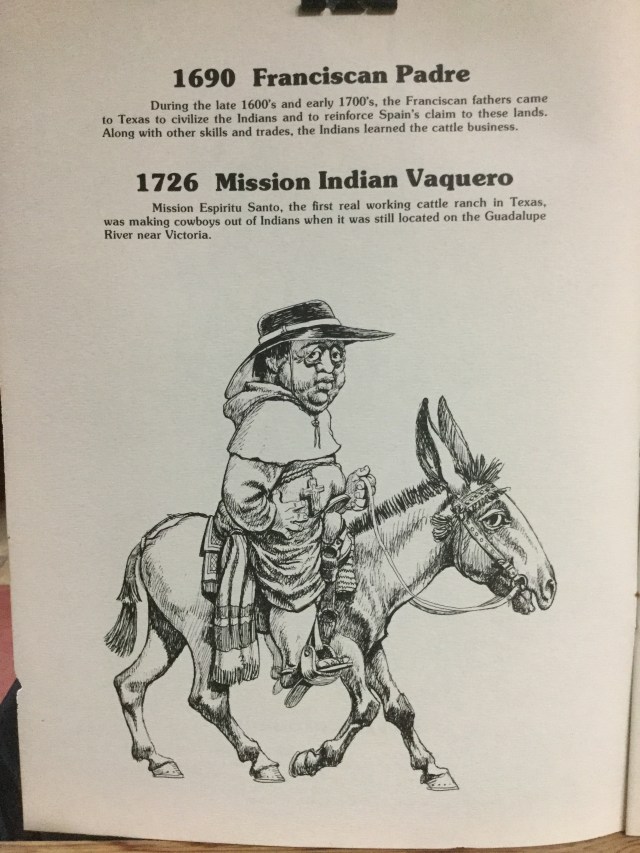 1690 Franciscan Padre
During the late 1600's and early 1700's, the Franciscan fathers came
to Texas to civilize the Indians and to reinforce Spain's claim to these lands.
Along with other skills and trades, the Indians learned the cattle business.
1726 Mission Indian Vaquero
Mission Espiritu Santo, the first real working cattle ranch in Texas,
was making cowboys out of Indians when it was still located on the Guadalupe
River near Victoria.